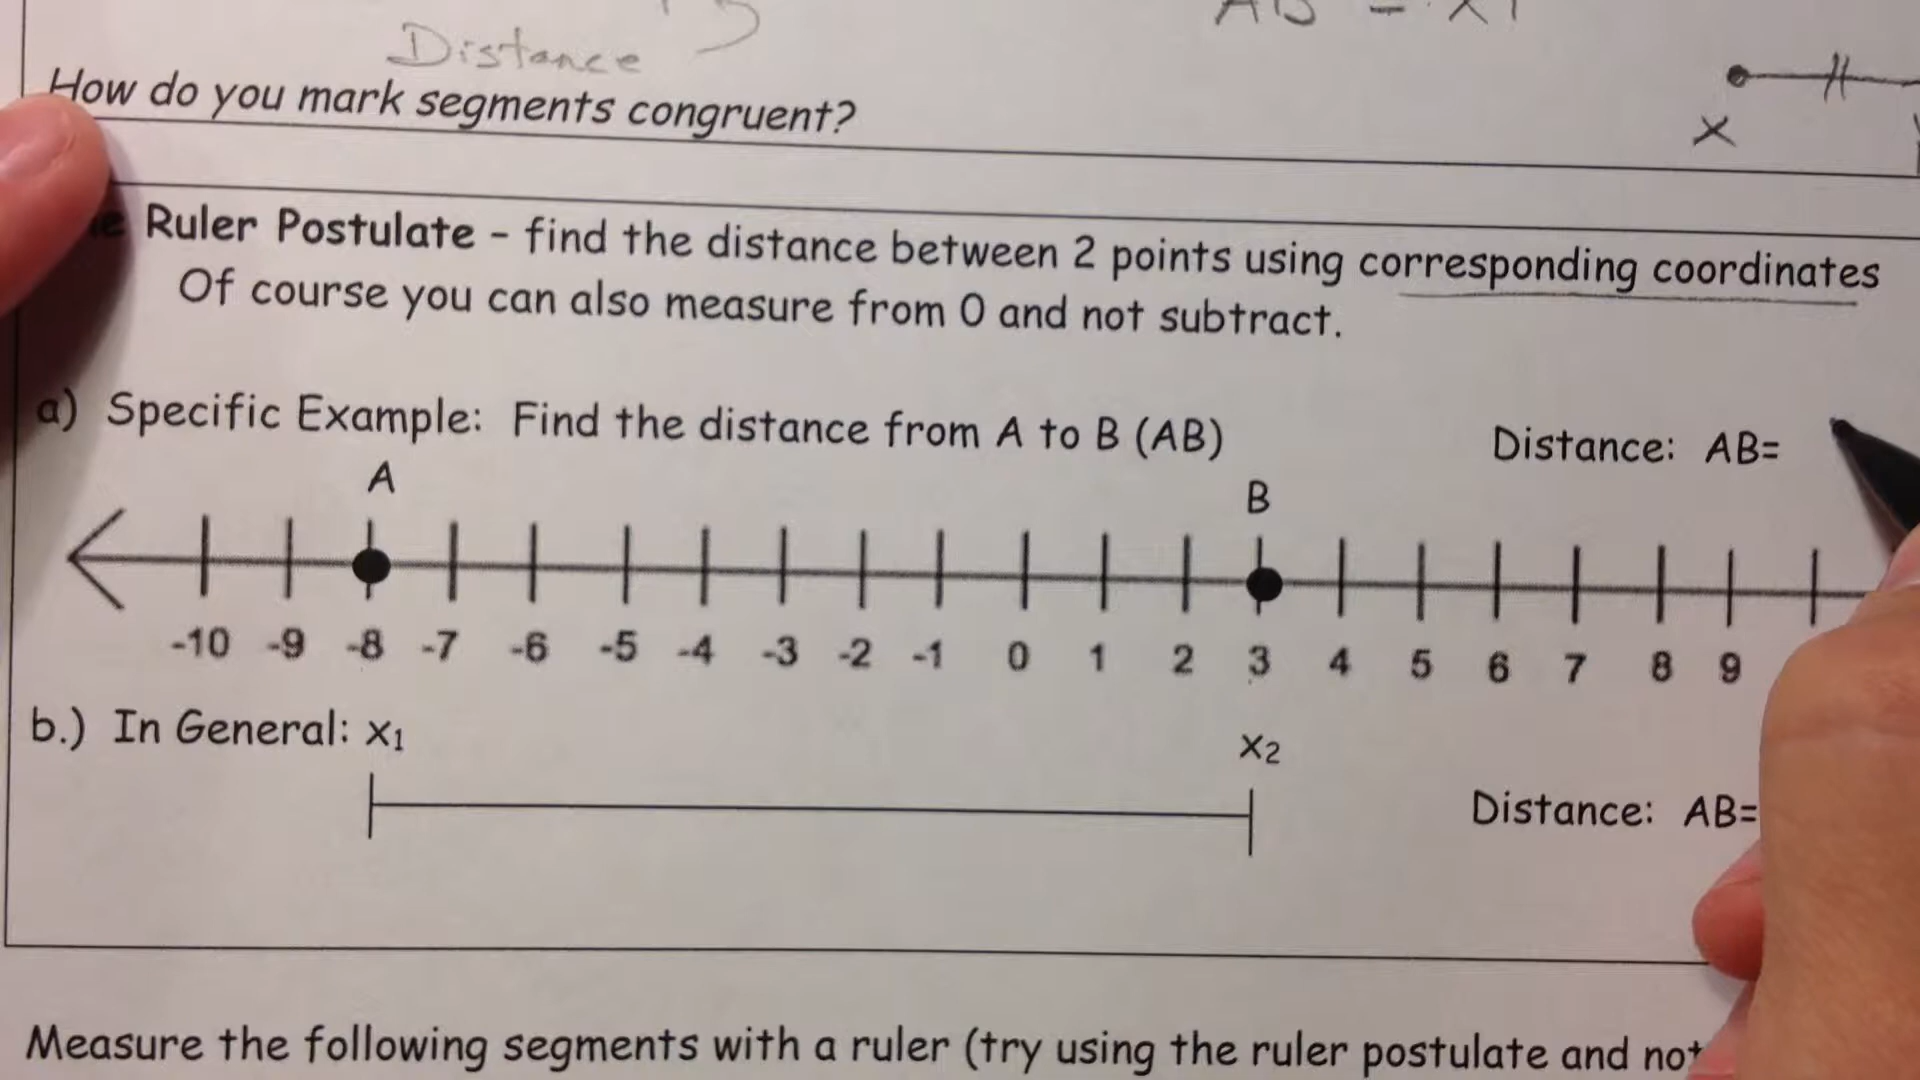 Distance
How do you mark segments congruent?
X
Ruler Postulate - find the distance between 2 points using corresponding coordinates
Of course you can also measure from 0 and not subtract.
a) Specific Example: Find the distance from A to B (AB)
Distance: AB=
A
B
-10 -9 -8 -7 -6 -5 -4 -3 -2 -1 0 1 2 3 4 5 6 7 8 9
b.) In General: x1
x2
Distance: AB=
Measure the following segments with a ruler (try using the ruler postulate and not